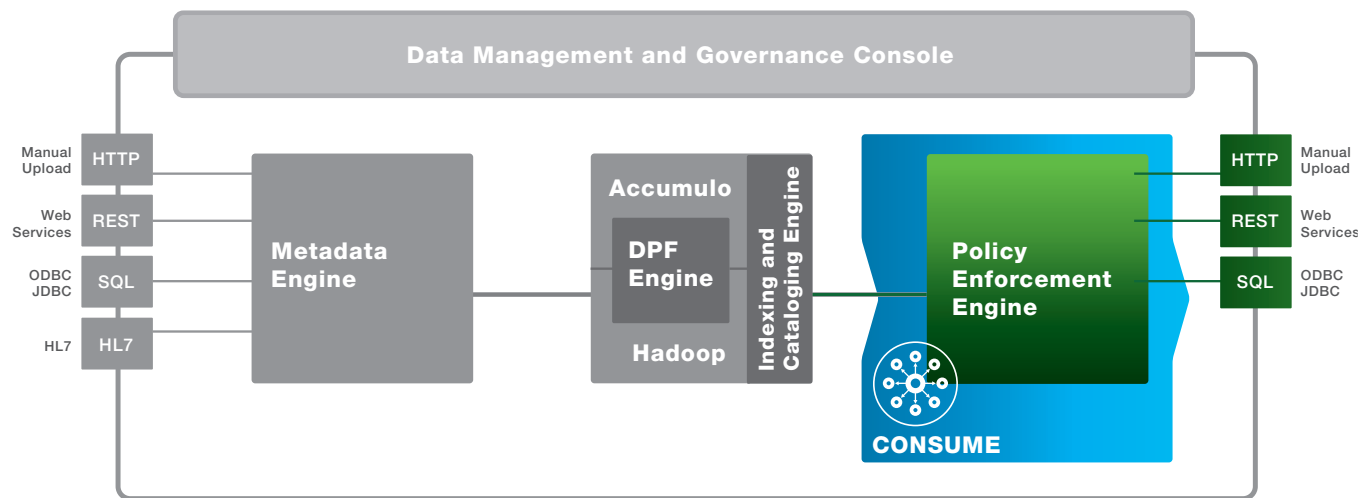 Data Management and Governance Console
Manual
Upload
HTTP
Web
Services
REST
ODBC
JDBC
SQL
HL7
HL7
Metadata
Engine
Accumulo
DPF
Engine
Hadoop
Indexing and
Cataloging Engine
Policy
Enforcement
Engine
CONSUME
HTTP
Manual
Upload
REST
Web
Services
SQL
ODBC
JDBC